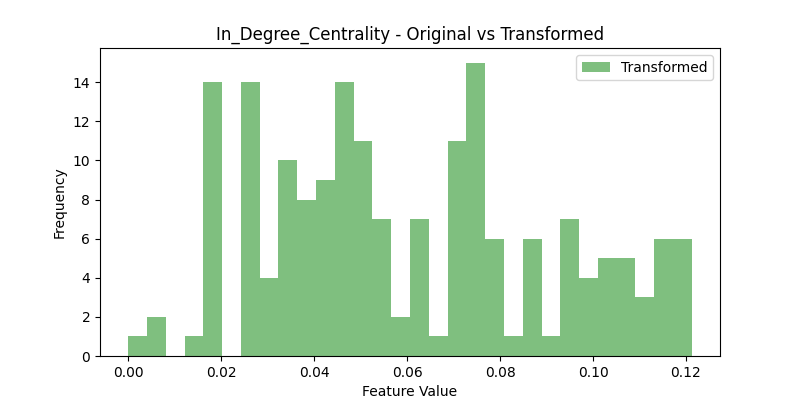 In_Degree_Centrality - Original vs Transformed
Transformed
Frequency
14
12
10
8
6
4
2
0
0.00 0.02 0.04 0.06 0.08 0.10 0.12
Feature Value